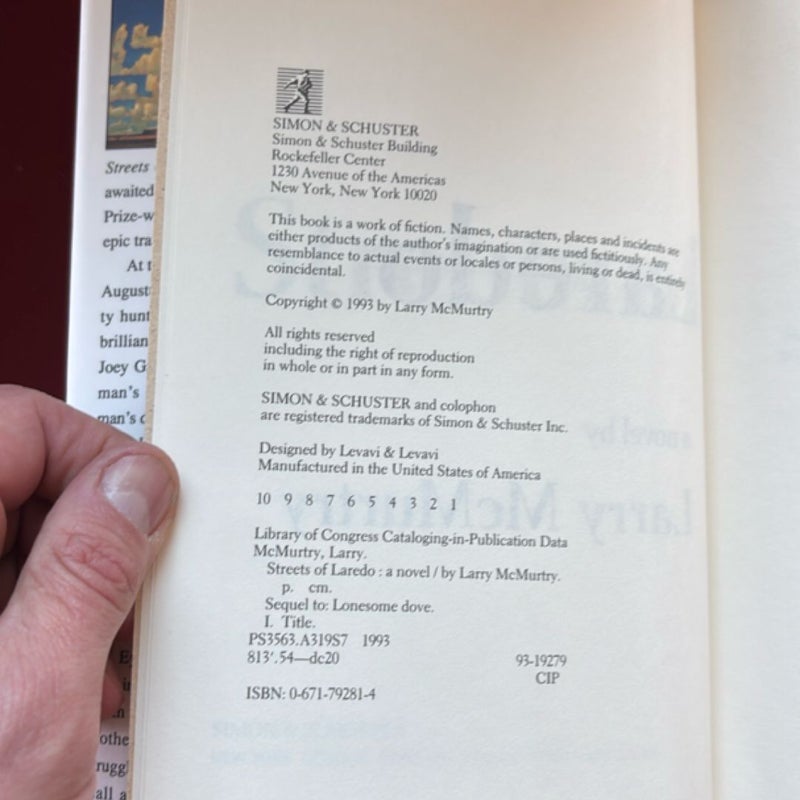 SIMON & SCHUSTER
Simon & Schuster Building
Rockefeller Center
1230 Avenue of the Americas
New York, New York 10020
This book is a work of fiction. Names, characters, places and incidents are
either products of the author's imagination or are used fictitiously. Any
resemblance to actual events or locales or persons, living or dead, is entirely
coincidental.
Copyright © 1993 by Larry McMurtry
All rights reserved
including the right of reproduction
in whole or in part in any form.
SIMON & SCHUSTER and colophon
are registered trademarks of Simon & Schuster Inc.
Designed by Levavi & Levavi
Manufactured in the United States of America
10 9 8 7 6 5 4 3 2 1
Library of Congress Cataloging-in-Publication Data
McMurtry, Larry.
Streets of Laredo : a novel / by Larry McMurtry.
p. cm.
Sequel to: Lonesome dove.
I. Title.
PS3563.A319S7 1993
813'.54—dc20 93-19279
CIP
ISBN: 0-671-79281-4
Streets
awaited
Prize-w
epic tra
At t
August
ty hunt
brillian
Joey G
man's
man's c
othe
rugg
all a